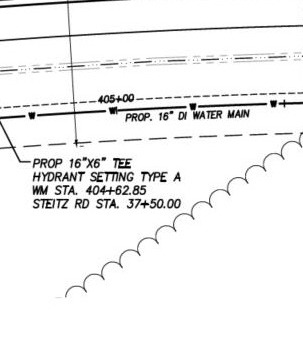 405+00
W W W W
PROP. 16" DI WATER MAIN
PROP 16"X6" TEE
HYDRANT SETTING TYPE A
WM STA. 404+62.85
STEITZ RD STA. 37+50.00